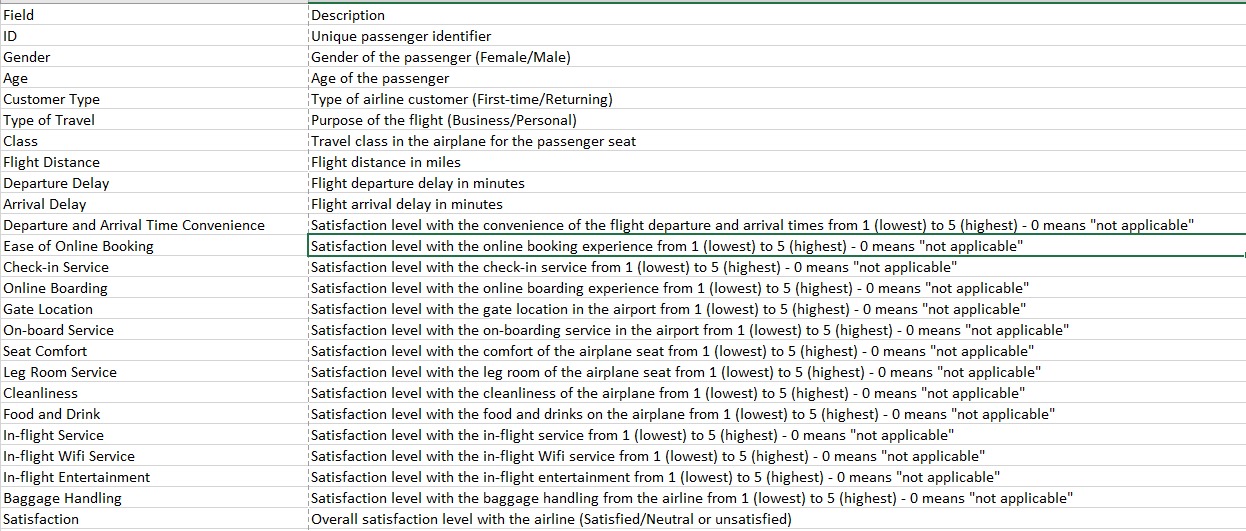 Field Description
ID Unique passenger identifier
Gender Gender of the passenger (Female/Male)
Age Age of the passenger
Customer Type Type of airline customer (First-time/Returning)
Type of Travel Purpose of the flight (Business/Personal)
Class Travel class in the airplane for the passenger seat
Flight Distance Flight distance in miles
Departure Delay Flight departure delay in minutes
Arrival Delay Flight arrival delay in minutes
Departure and Arrival Time Convenience Satisfaction level with the convenience of the flight departure and arrival times from 1 (lowest) to 5 (highest) - 0 means "not applicable"
Ease of Online Booking Satisfaction level with the online booking experience from 1 (lowest) to 5 (highest) - 0 means "not applicable"
Check-in Service Satisfaction level with the check-in service from 1 (lowest) to 5 (highest) - 0 means "not applicable"
Online Boarding Satisfaction level with the online boarding experience from 1 (lowest) to 5 (highest) - 0 means "not applicable"
Gate Location Satisfaction level with the gate location in the airport from 1 (lowest) to 5 (highest) - 0 means "not applicable"
On-board Service Satisfaction level with the on-boarding service in the airport from 1 (lowest) to 5 (highest) - 0 means "not applicable"
Seat Comfort Satisfaction level with the comfort of the airplane seat from 1 (lowest) to 5 (highest) - 0 means "not applicable"
Leg Room Service Satisfaction level with the leg room of the airplane seat from 1 (lowest) to 5 (highest) - 0 means "not applicable"
Cleanliness Satisfaction level with the cleanliness of the airplane from 1 (lowest) to 5 (highest) - 0 means "not applicable"
Food and Drink Satisfaction level with the food and drinks on the airplane from 1 (lowest) to 5 (highest) - 0 means "not applicable"
In-flight Service Satisfaction level with the in-flight service from 1 (lowest) to 5 (highest) - 0 means "not applicable"
In-flight Wifi Service Satisfaction level with the in-flight Wifi service from 1 (lowest) to 5 (highest) - 0 means "not applicable"
In-flight Entertainment Satisfaction level with the in-flight entertainment from 1 (lowest) to 5 (highest) - 0 means "not applicable"
Baggage Handling Satisfaction level with the baggage handling from the airline from 1 (lowest) to 5 (highest) - 0 means "not applicable"
Satisfaction Overall satisfaction level with the airline (Satisfied/Neutral or unsatisfied)